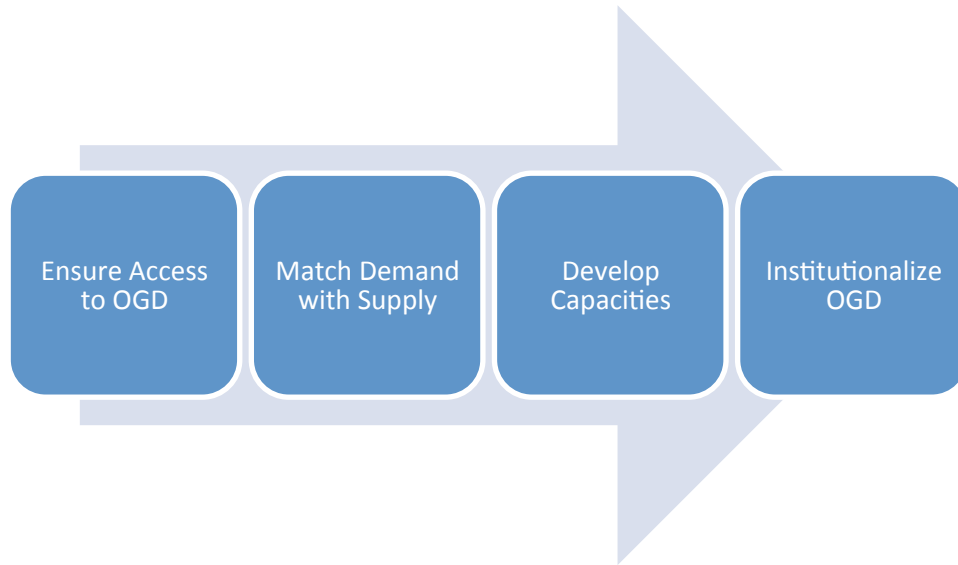 Ensure Access
to OGD
Match Demand
with Supply
Develop
Capacities
Institutionalize
OGD